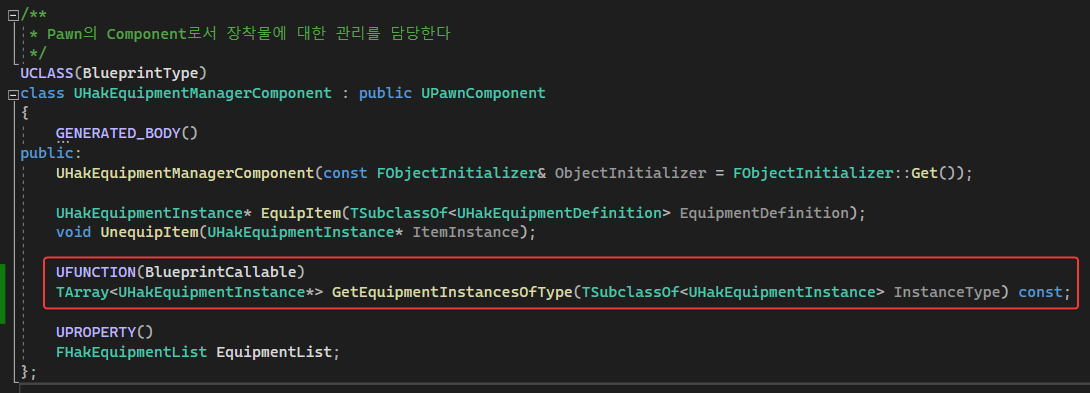 /**
 * Pawn의 Component로서 장착물에 대한 관리를 담당한다
 */
UCLASS(BlueprintType)
class UHakEquipmentManagerComponent : public UPawnComponent
{
    GENERATED_BODY()
public:
    UHakEquipmentManagerComponent(const FObjectInitializer& ObjectInitializer = FObjectInitializer::Get());
    UHakEquipmentInstance* EquipItem(TSubclassOf<UHakEquipmentDefinition> EquipmentDefinition);
    void UnequipItem(UHakEquipmentInstance* ItemInstance);
    UFUNCTION(BlueprintCallable)
    TArray<UHakEquipmentInstance*> GetEquipmentInstancesOfType(TSubclassOf<UHakEquipmentInstance> InstanceType) const;
    UPROPERTY()
    FHakEquipmentList EquipmentList;
};